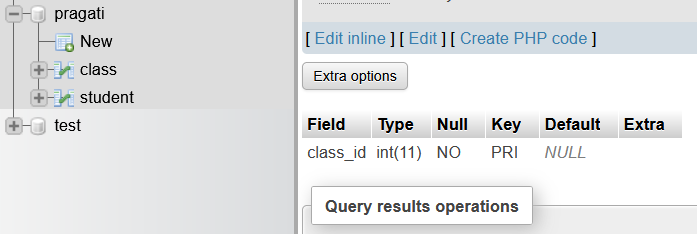 pragati
New
class
student
test
[ Edit inline ] [ Edit ] [ Create PHP code ]
Extra options
Field Type Null Key Default Extra
class_id int(11) NO PRI NULL
Query results operations